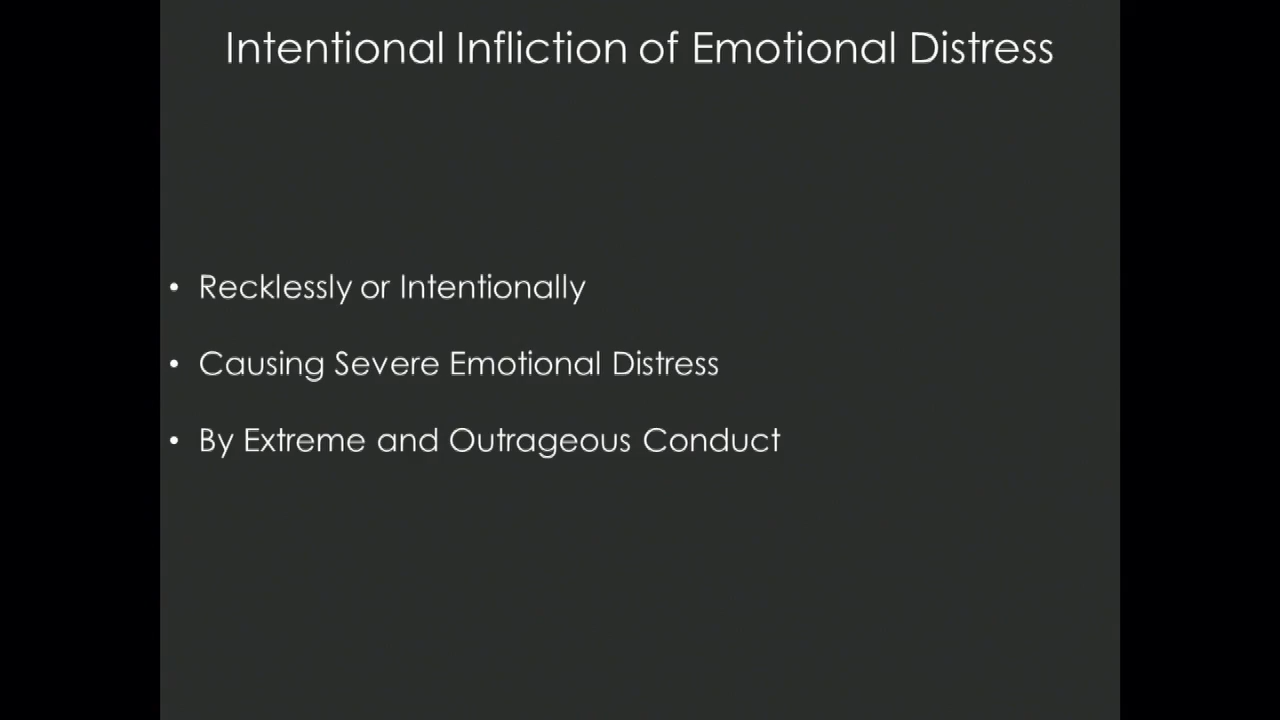 Intentional Infliction of Emotional Distress
• Recklessly or Intentionally
• Causing Severe Emotional Distress
• By Extreme and Outrageous Conduct